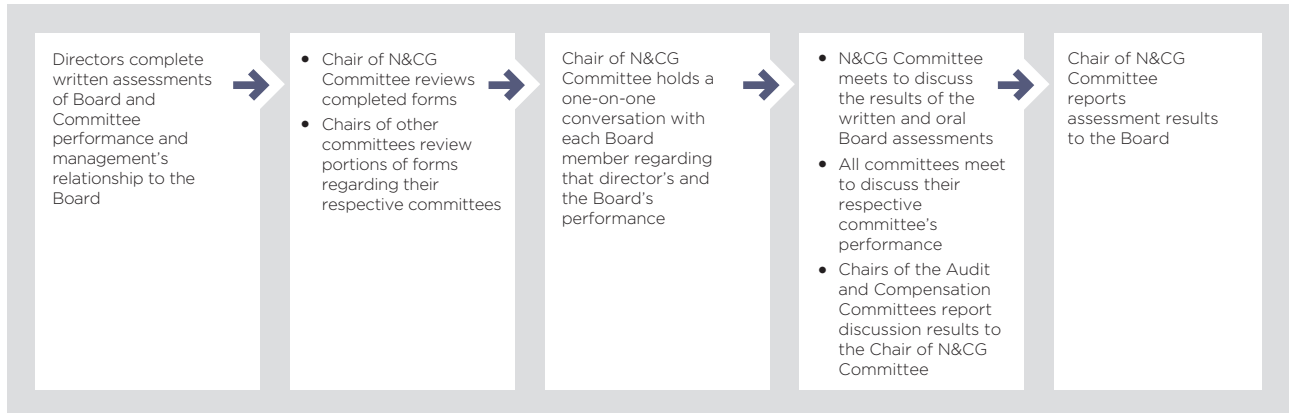 Directors complete
written assessments
of Board and
Committee
performance and
management's
relationship to the
Board
• Chair of N&CG
Committee reviews
completed forms
• Chairs of other
committees review
portions of forms
regarding their
respective committees
Chair of N&CG
Committee holds a
one-on-one
conversation with
each Board
member regarding
that director's and
the Board's
performance
• N&CG Committee
meets to discuss
the results of the
written and oral
Board assessments
• All committees meet
to discuss their
respective
committee's
performance
• Chairs of the Audit
and Compensation
Committees report
discussion results to
the Chair of N&CG
Committee
Chair of N&CG
Committee
reports
assessment results
to the Board